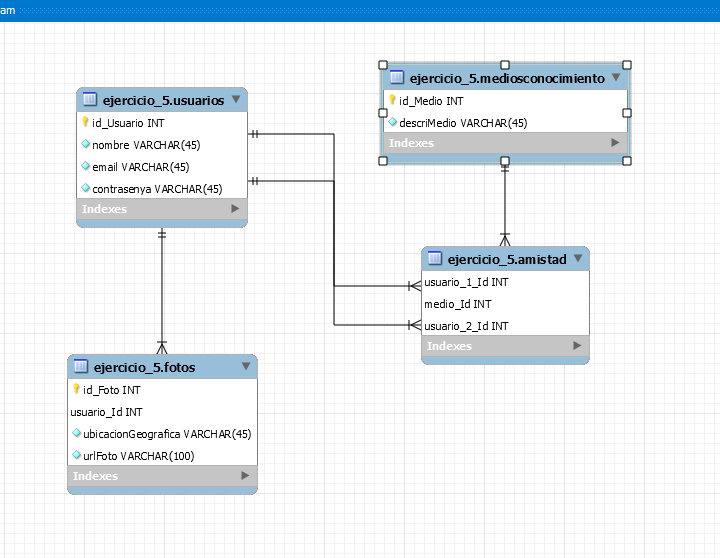 am
ejercicio_5.usuarios
id_Usuario INT
nombre VARCHAR(45)
email VARCHAR(45)
contrasenya VARCHAR(45)
Indexes
ejercicio_5.mediosconocimiento
id_Medio INT
descriMedio VARCHAR(45)
Indexes
ejercicio_5.amistad
usuario_1_Id INT
medio_Id INT
usuario_2_Id INT
Indexes
ejercicio_5.fotos
id_Foto INT
usuario_Id INT
ubicacionGeografica VARCHAR(45)
urlFoto VARCHAR(100)
Indexes